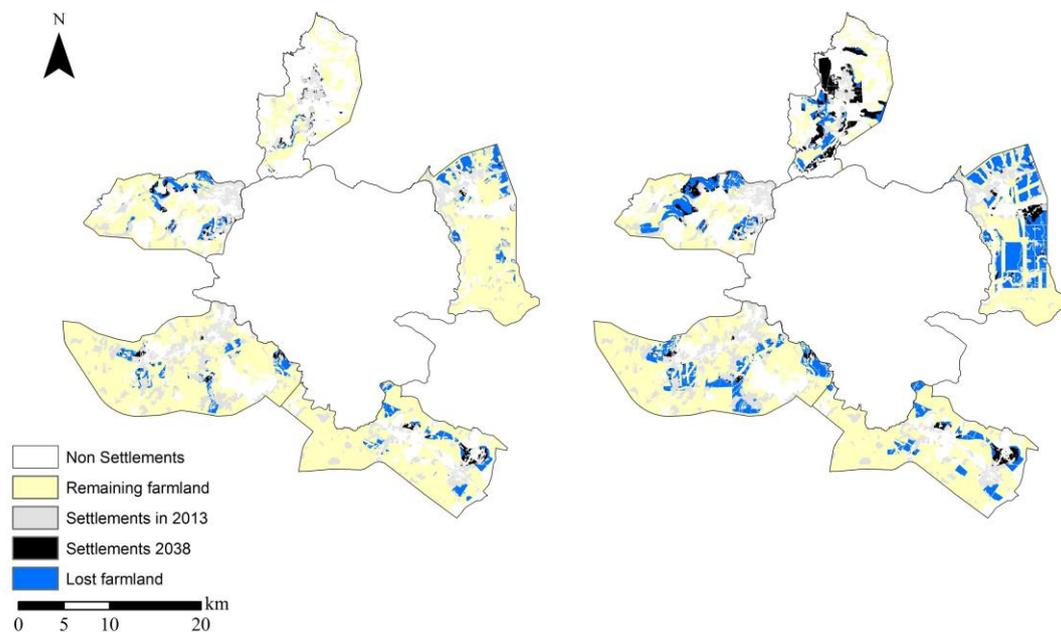 N
Non Settlements
Remaining farmland
Settlements in 2013
Settlements 2038
Lost farmland
km
0 5 10 20